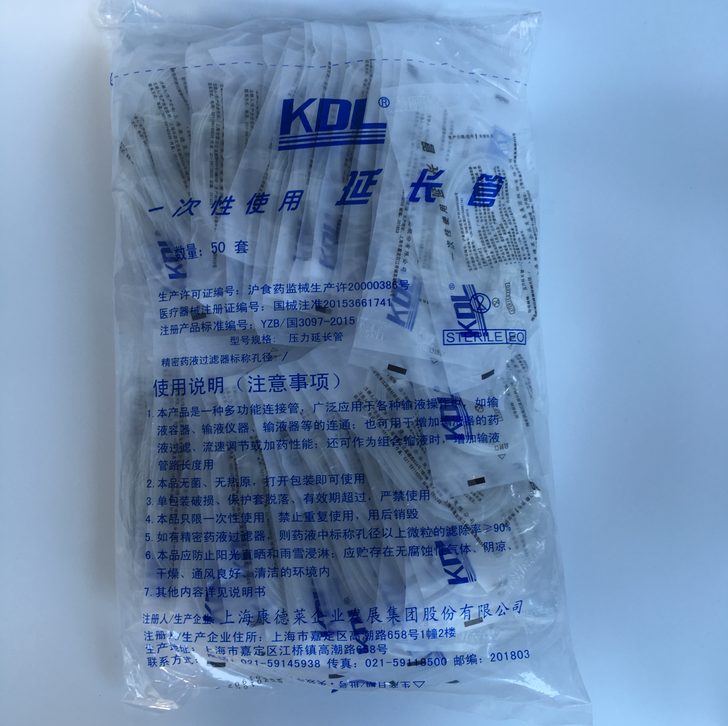 KDL®
一次性使用 延长管
数量：50 套
生产许可证编号：沪食药监械生产许20000386号
医疗器械注册证编号：国械注准20153661741
注册产品标准编号：YZB/国3097-2015
型号规格：压力延长管
精密药液过滤器标称孔径-/
STERILE EO
使用说明（注意事项）
1. 本产品是一种多功能连接管，广泛应用于各种输液操作中，如输
液容器、输液仪器、输液器等的连通；也可用于增加输液器的药
液过滤、流速调节或加药性能；还可作为组合输液时，增加输液
管路长度用
2. 本品无菌、无热原，打开包装即可使用
3. 单包装破损、保护套脱落、有效期超过，严禁使用
4. 本品只限一次性使用，禁止重复使用，用后销毁
5. 如有精密药液过滤器，则药液中标称孔径以上微粒的滤除率≥90%
6. 本品应防止阳光直晒和雨雪浸淋；应贮存在无腐蚀性气体、阴凉、
干燥、通风良好、清洁的环境内
7. 其他内容详见说明书
注册人/生产企业：上海康德莱企业发展集团股份有限公司
注册人/生产企业住所：上海市嘉定区高潮路658号1幢2楼
生产地址：上海市嘉定区江桥镇高潮路658号
联系方式： 021-59145938 传真：021-59118500 邮编：201803